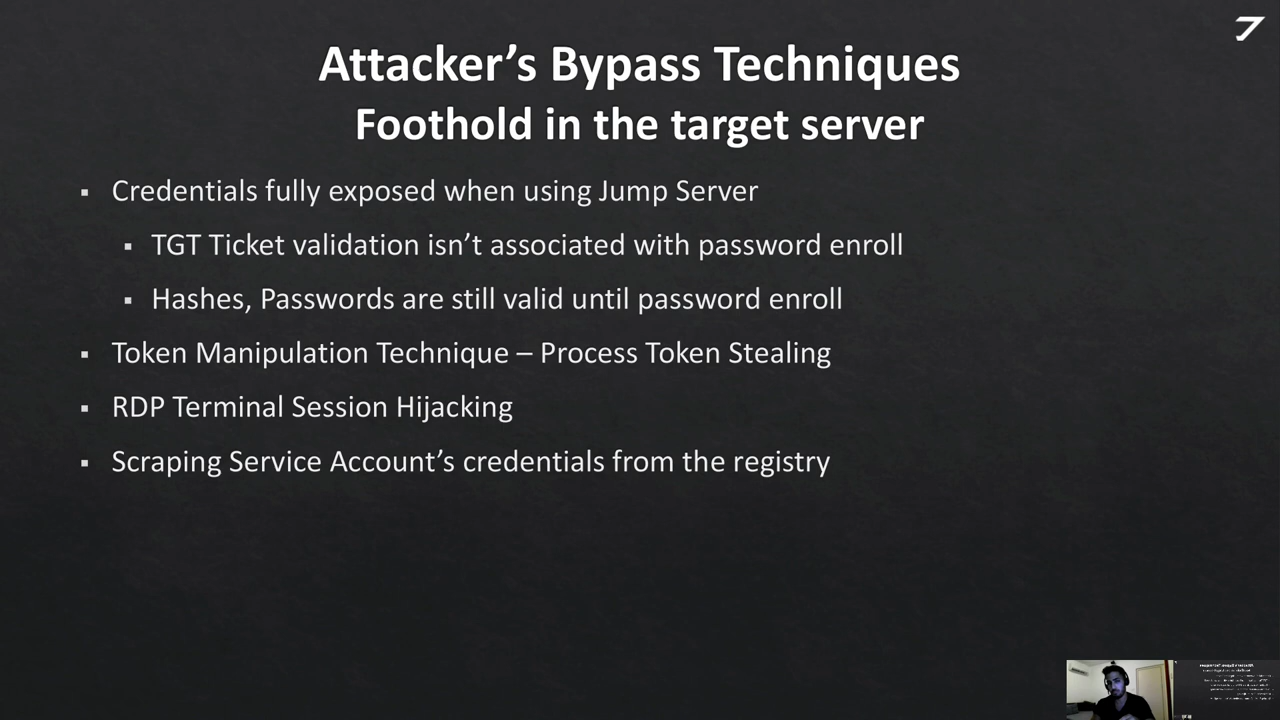 Attacker's Bypass Techniques
Foothold in the target server
Credentials fully exposed when using Jump Server
TGT Ticket validation isn't associated with password enroll
Hashes, Passwords are still valid until password enroll
Token Manipulation Technique – Process Token Stealing
RDP Terminal Session Hijacking
Scraping Service Account's credentials from the registry